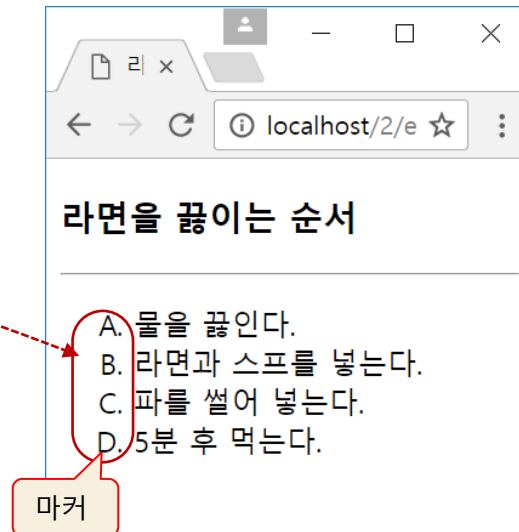 라
localhost/2/e
라면을 끓이는 순서
A. 물을 끓인다.
B. 라면과 스프를 넣는다.
C. 파를 썰어 넣는다.
D. 5분 후 먹는다.
마커